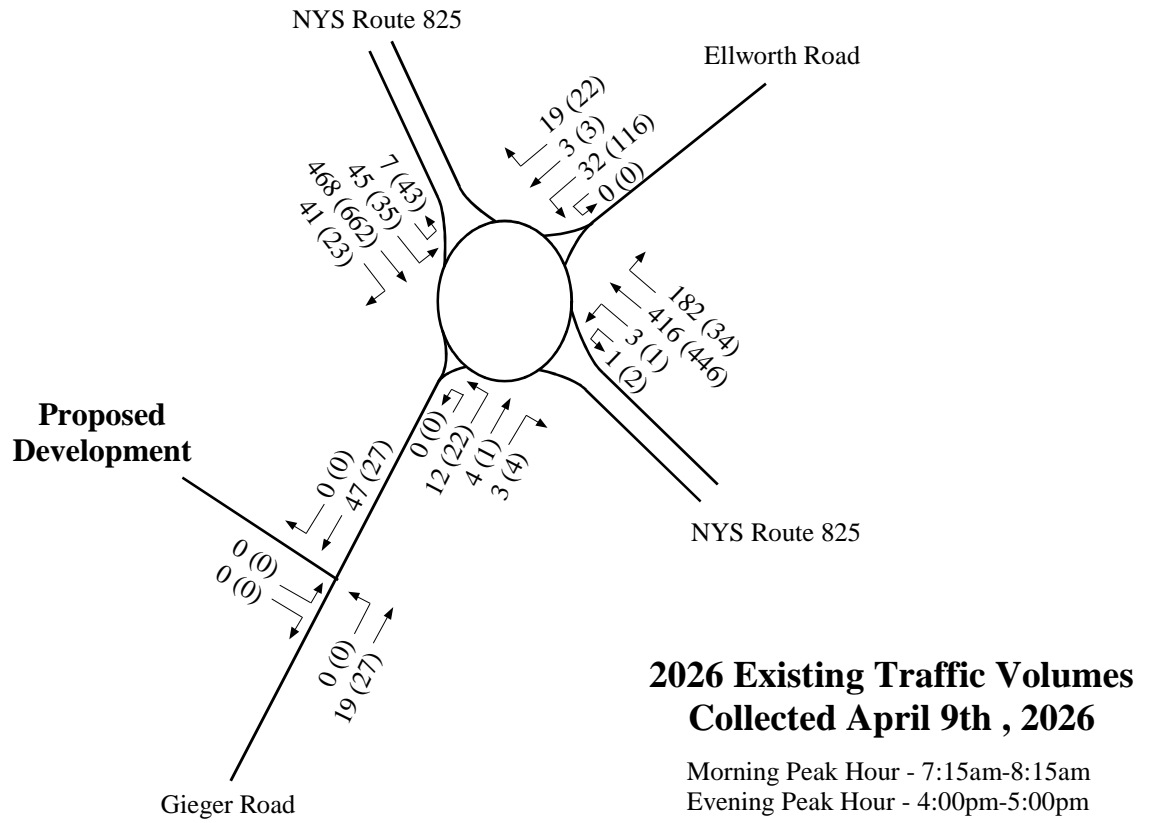 NYS Route 825
Ellworth Road
19 (22)
3 (3)
32 (116)
0 (0)
7 (43)
45 (35)
468 (662)
41 (23)
182 (34)
416 (446)
3 (1)
1 (2)
0 (0)
12 (22)
4 (1)
3 (4)
NYS Route 825
Proposed
Development
0 (0)
47 (27)
0 (0)
0 (0)
0 (0)
19 (27)
Gieger Road
2026 Existing Traffic Volumes
Collected April 9th , 2026
Morning Peak Hour - 7:15am-8:15am
Evening Peak Hour - 4:00pm-5:00pm